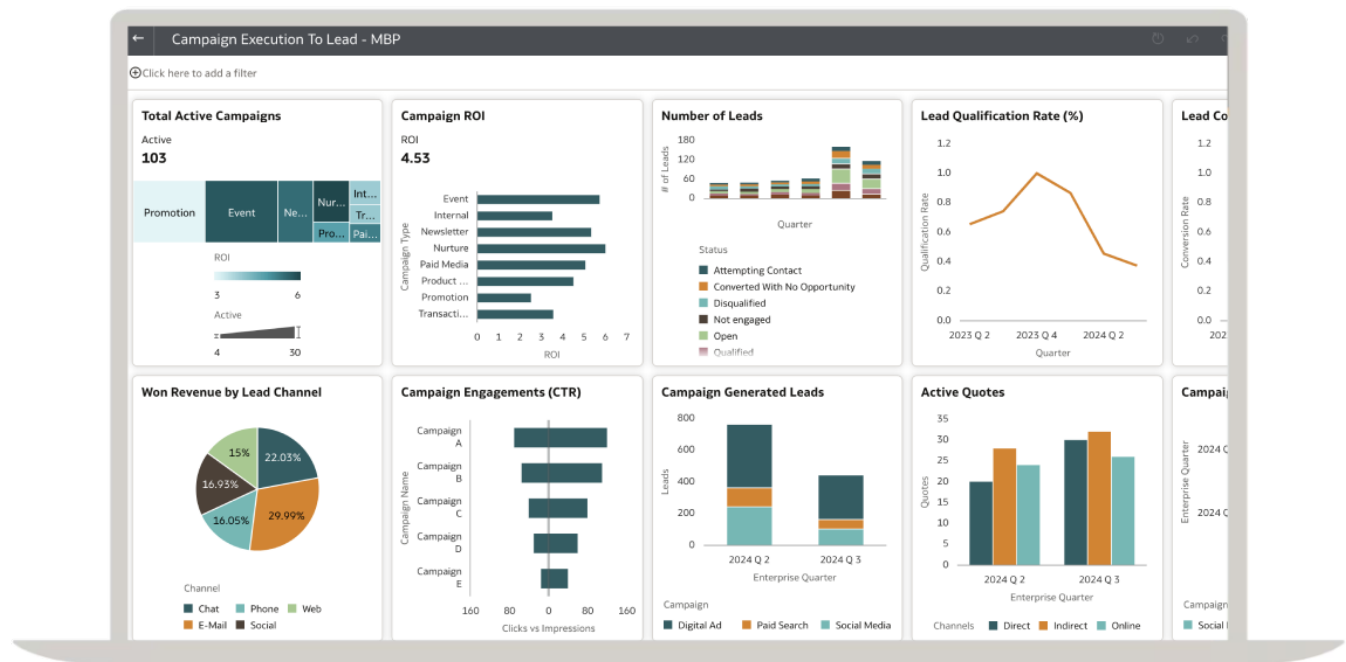 Campaign Execution To Lead - MBP
Click here to add a filter
Total Active Campaigns
Active
103
Promotion
Event
Ne...
Nur...
Pro...
Int...
Tr...
Pai...
ROI
3 6
Active
4 30
Campaign ROI
ROI
4.53
Campaign Type
Event
Internal
Newsletter
Nurture
Paid Media
Product ...
Promotion
Transacti...
0 1 2 3 4 5 6 7
ROI
Number of Leads
# of Leads
180
120
60
0
Quarter
Status
Attempting Contact
Converted With No Opportunity
Disqualified
Not engaged
Open
Qualified
Lead Qualification Rate (%)
Qualification Rate
1.2
1.0
0.8
0.6
0.4
0.2
0.0
2023 Q 2 2023 Q 4 2024 Q 2
Quarter
Lead Co
Conversion Rate
1.2
1.0
0.8
0.6
0.4
0.2
0.0
202
Won Revenue by Lead Channel
15%
22.03%
16.93%
16.05%
29.99%
Channel
Chat Phone Web
E-Mail Social
Campaign Engagements (CTR)
Campaign Name
Campaign
A
Campaign
B
Campaign
C
Campaign
D
Campaign
E
160 80 0 80 160
Clicks vs Impressions
Campaign Generated Leads
Leads
800
600
400
200
0
2024 Q 2 2024 Q 3
Enterprise Quarter
Campaign
Digital Ad Paid Search Social Media
Active Quotes
Quotes
35
30
25
20
15
10
5
0
2024 Q 2 2024 Q 3
Enterprise Quarter
Channels Direct Indirect Online
Campai
Enterprise Quarter
2024 Q
2024 Q
Campaign
Social